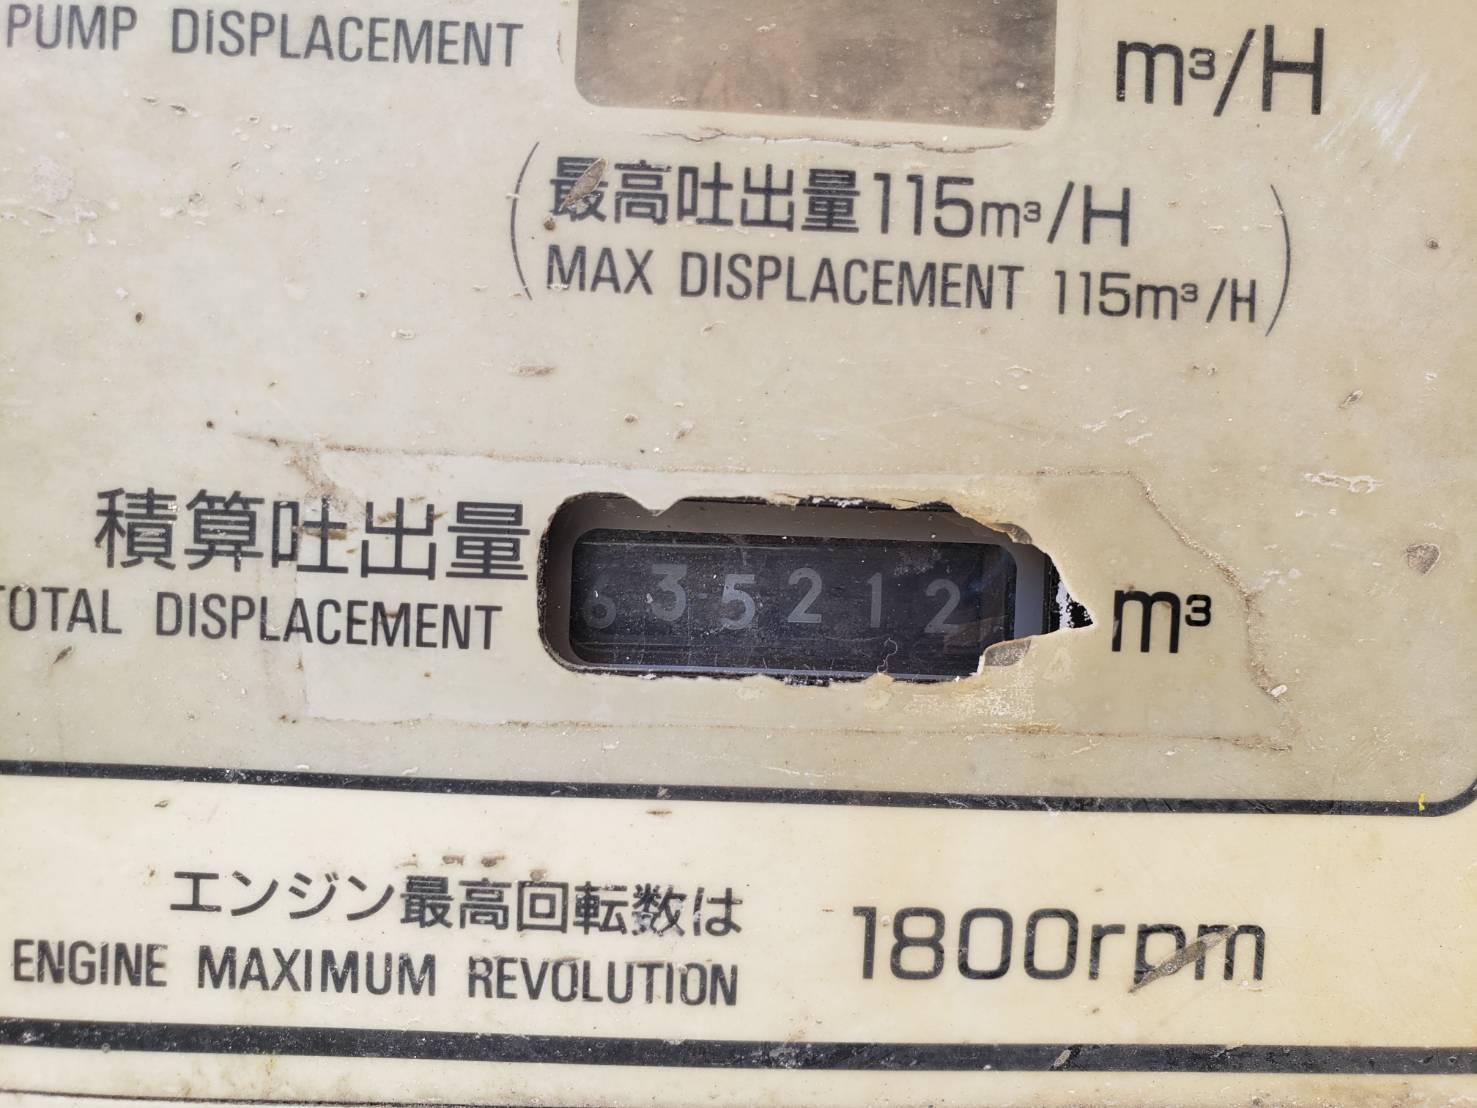 PUMP DISPLACEMENT m³/H
(最高吐出量115m³/H
MAX DISPLACEMENT 115m³/H)
積算吐出量
TOTAL DISPLACEMENT 635212 m³
エンジン最高回転数は
ENGINE MAXIMUM REVOLUTION 1800rpm